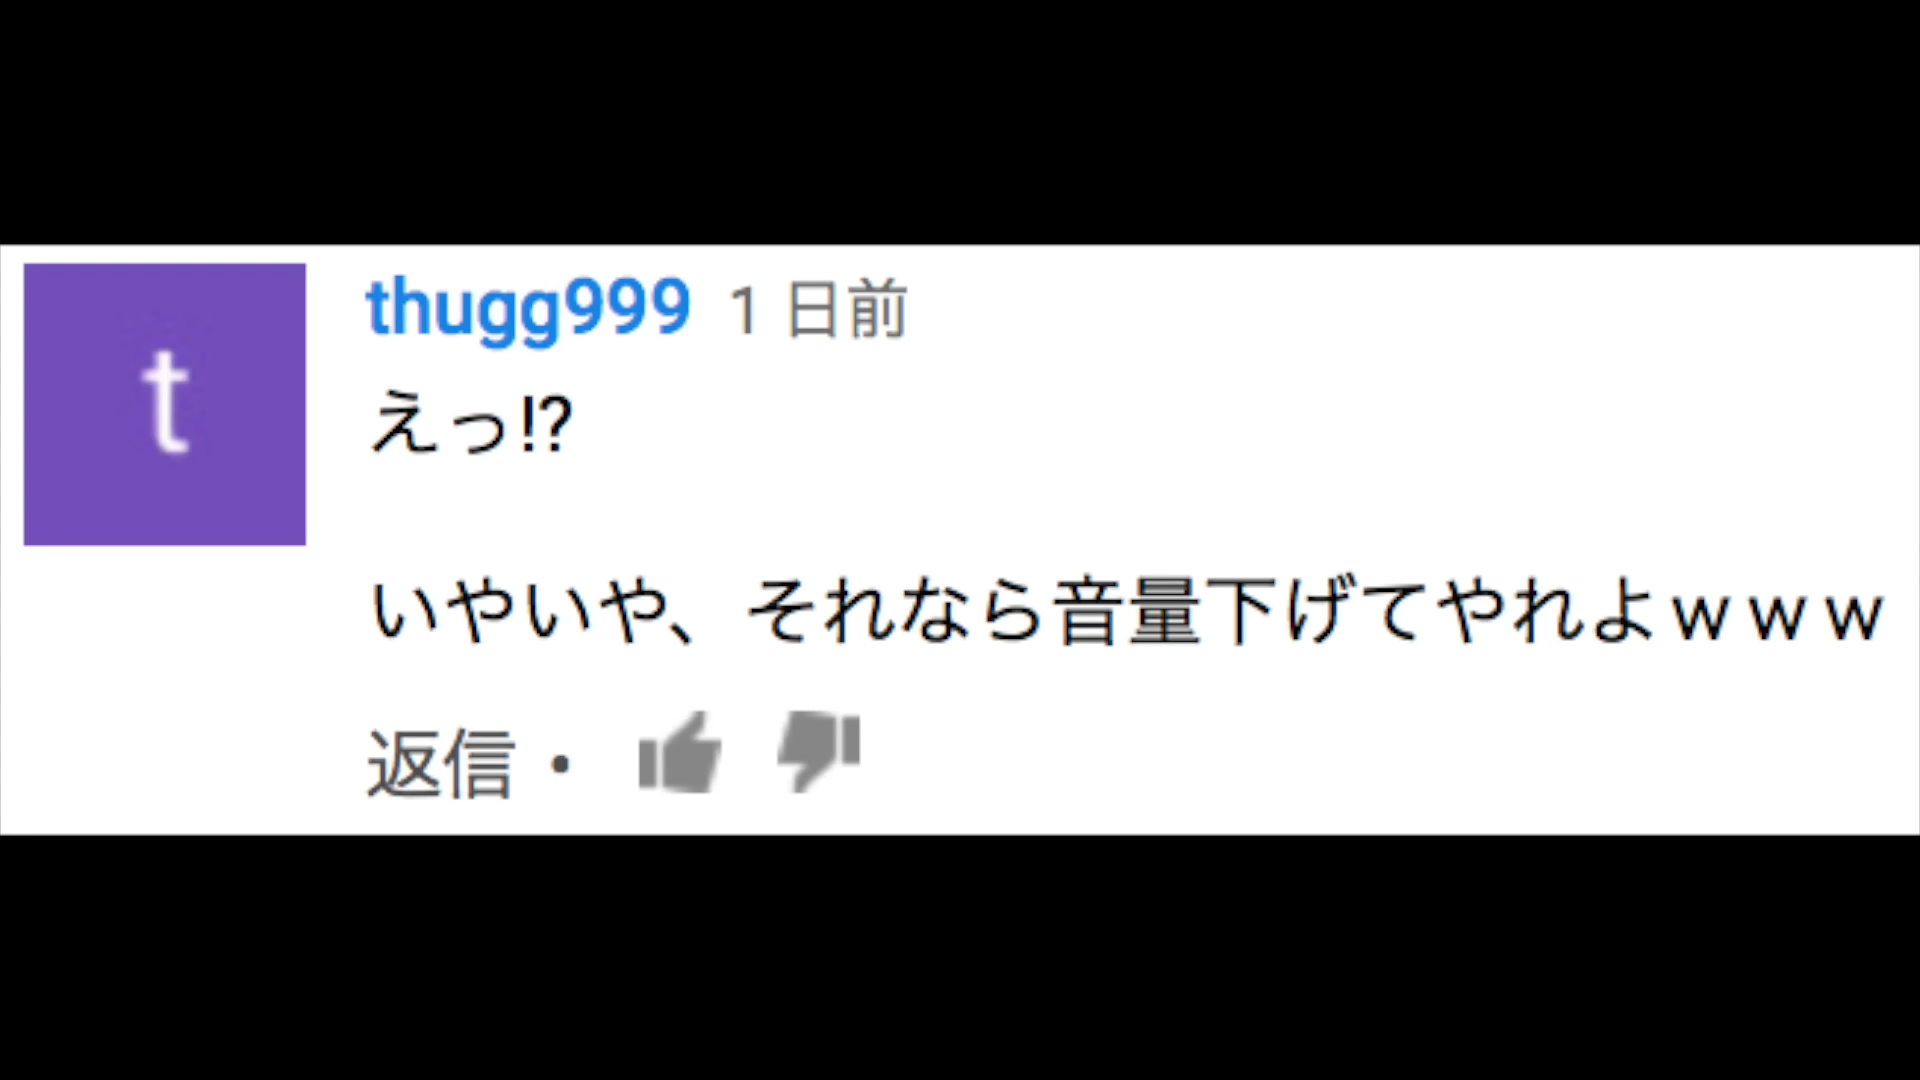 t
thugg999 1 日前
えっ!?
いやいや、それなら音量下げてやれよｗｗｗ
返信・